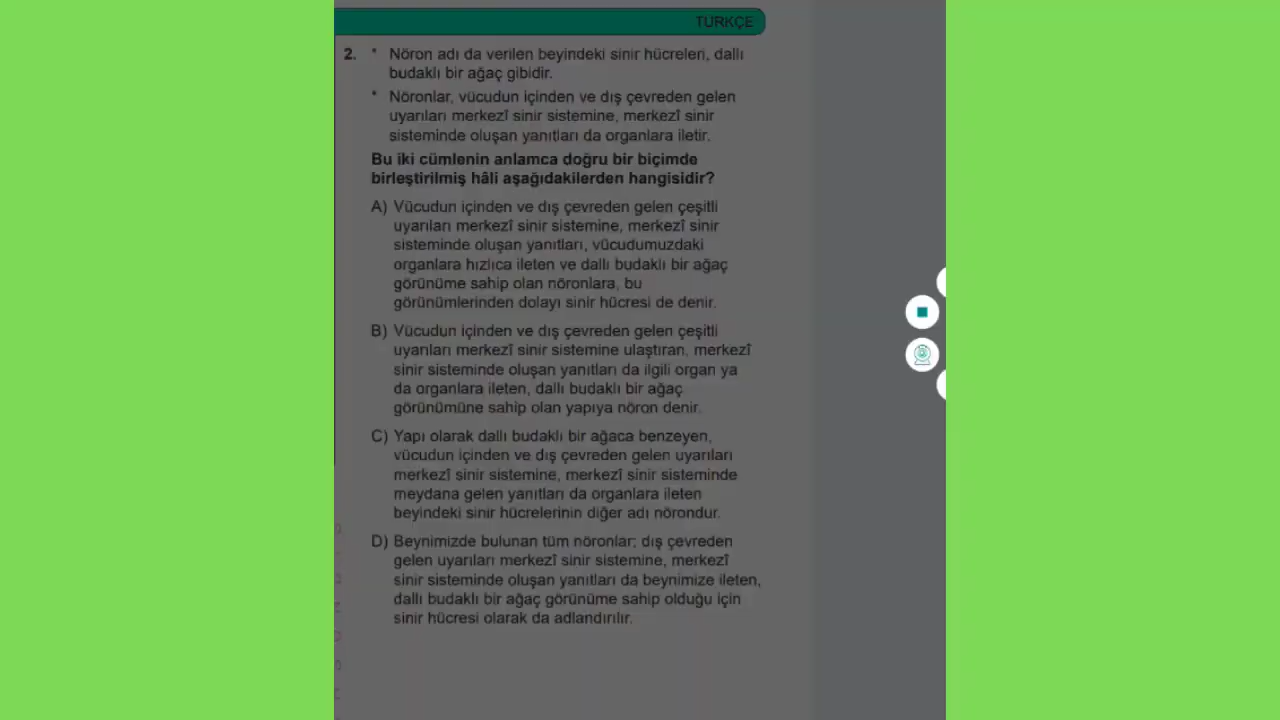 TÜRKÇE
2. * Nöron adı da verilen beyindeki sinir hücreleri, dallı
budaklı bir ağaç gibidir.
* Nöronlar, vücudun içinden ve dış çevreden gelen
uyarıları merkezî sinir sistemine, merkezî sinir
sisteminde oluşan yanıtları da organlara iletir.
Bu iki cümlenin anlamca doğru bir biçimde
birleştirilmiş hâli aşağıdakilerden hangisidir?
A) Vücudun içinden ve dış çevreden gelen çeşitli
uyarıları merkezî sinir sistemine, merkezî sinir
sisteminde oluşan yanıtları, vücudumuzdaki
organlara hızlıca ileten ve dallı budaklı bir ağaç
görünüme sahip olan nöronlara, bu
görünümlerinden dolayı sinir hücresi de denir.
B) Vücudun içinden ve dış çevreden gelen çeşitli
uyarıları merkezî sinir sistemine ulaştıran, merkezî
sinir sisteminde oluşan yanıtları da ilgili organ ya
da organlara ileten, dallı budaklı bir ağaç
görünümüne sahip olan yapıya nöron denir.
C) Yapı olarak dallı budaklı bir ağaca benzeyen,
vücudun içinden ve dış çevreden gelen uyarıları
merkezî sinir sistemine, merkezî sinir sisteminde
meydana gelen yanıtları da organlara ileten
beyindeki sinir hücrelerinin diğer adı nörondur.
D) Beynimizde bulunan tüm nöronlar; dış çevreden
gelen uyarıları merkezî sinir sistemine, merkezî
sinir sisteminde oluşan yanıtları da beynimize ileten,
dallı budaklı bir ağaç görünüme sahip olduğu için
sinir hücresi olarak da adlandırılır.